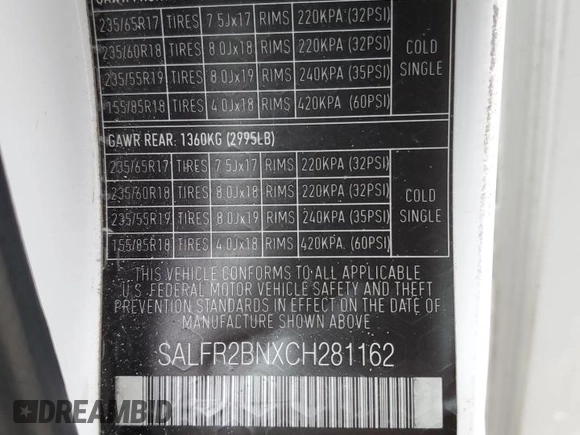 235/65R17 TIRES 7.5Jx17 RIMS 220KPA (32PSI)
235/60R18 TIRES 8.0Jx18 RIMS 220KPA (32PSI)
235/55R19 TIRES 8.0Jx19 RIMS 240KPA (35PSI)
155/85R18 TIRES 4.0Jx18 RIMS 420KPA (60PSI)
COLD
SINGLE
GAWR REAR: 1360KG (2995LB)
235/65R17 TIRES 7.5Jx17 RIMS 220KPA (32PSI)
235/60R18 TIRES 8.0Jx18 RIMS 220KPA (32PSI)
235/55R19 TIRES 8.0Jx19 RIMS 240KPA (35PSI)
155/85R18 TIRES 4.0Jx18 RIMS 420KPA (60PSI)
COLD
SINGLE
THIS VEHICLE CONFORMS TO ALL APPLICABLE
U.S. FEDERAL MOTOR VEHICLE SAFETY AND THEFT
PREVENTION STANDARDS IN EFFECT ON THE DATE OF
MANUFACTURE SHOWN ABOVE
SALFR2BNXCH281162
DREAMBID